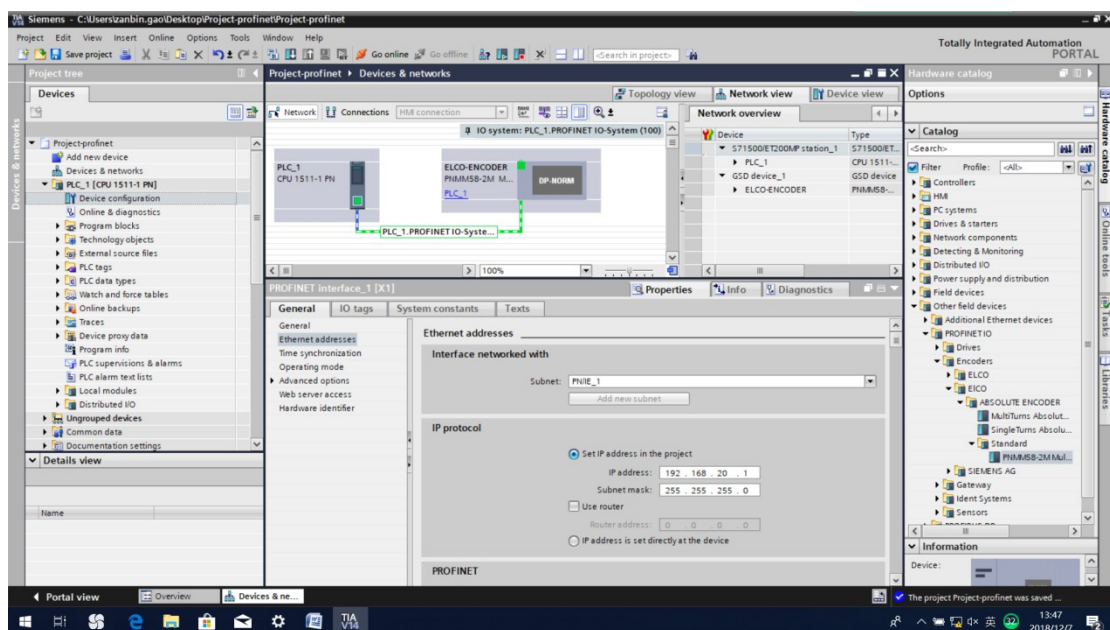 Siemens - C:\Users\zanbin.gao\Desktop\Project-profinet\Project-profinet
Project Edit View Insert Online Options Tools Window Help
Totally Integrated Automation
PORTAL
Save project
Go online
Go offline
<Search in project>
Project tree
Devices
Project-profinet
Add new device
Devices & networks
PLC_1 [CPU 1511-1 PN]
Device configuration
Online & diagnostics
Program blocks
Technology objects
External source files
PLC tags
PLC data types
Watch and force tables
Online backups
Traces
Device proxy data
Program info
PLC supervisions & alarms
PLC alarm text lists
Local modules
Distributed I/O
Ungrouped devices
Common data
Documentation settings
Details view
Name
Devices & networks
Project-profinet Devices & networks
Topology view Network view Device view
Network Connections HMI connection
IO system: PLC_1.PROFINET IO-System (100)
PLC_1
CPU 1511-1 PN
ELCO-ENCODER
PNMM58-2M M...
PLC_1
DP-NORM
PLC_1.PROFINET IO-Syste...
100%
Network overview
Device Type
S71500/ET200MP station_1 S71500/ET...
PLC_1 CPU 1511-...
GSD device_1 GSD device
ELCO-ENCODER PNMM58-...
PROFINET interface_1 [X1]
Properties Info Diagnostics
General IO tags System constants Texts
General
Ethernet addresses
Time synchronization
Operating mode
Advanced options
Web server access
Hardware identifier
Ethernet addresses
Interface networked with
Subnet: PN/IE_1
Add new subnet
IP protocol
Set IP address in the project
IP address: 192 . 168 . 20 . 1
Subnet mask: 255 . 255 . 255 . 0
Use router
Router address: 0 . 0 . 0 . 0
IP address is set directly at the device
PROFINET
Hardware catalog
Options
Catalog
<Search>
Filter Profile: <All>
Controllers
HMI
PC systems
Drives & starters
Network components
Detecting & Monitoring
Distributed I/O
Power supply and distribution
Field devices
Other field devices
Additional Ethernet devices
PROFINET IO
Drives
Encoders
ELCO
EICO
ABSOLUTE ENCODER
MultiTurns Absolut...
SingleTurns Absolu...
Standard
PNMM58-2M Mul...
SIEMENS AG
Gateway
Ident Systems
Sensors
Information
Device:
Hardware catalog
Online tools
Tasks
Libraries
Portal view
Overview
Devices & ne...
The project Project-profinet was saved ...
TIA
V14
英
32
13:47
2018/12/7